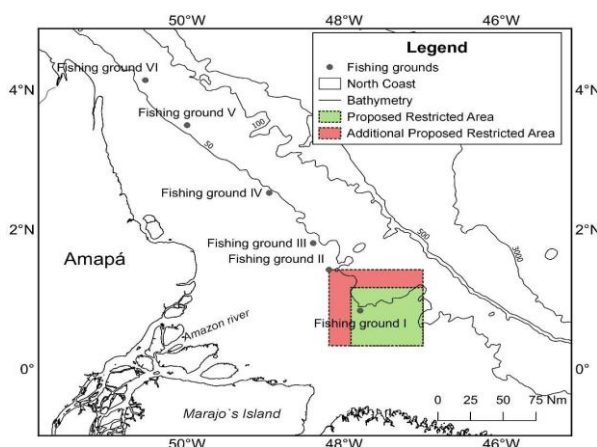 50°O 48°O 46°O
Legend
Fishing grounds
North Coast
Bathymetry
Proposed Restricted Area
Additional Proposed Restricted Area
Fishing ground VI
4°N 4°N
Fishing ground V
100
50
Fishing ground IV
2°N 2°N
Fishing ground III
500
3000
Fishing ground II
Amapá
Amazon river
Fishing ground I
0° 0°
0 25 50 75 Nm
Marajo`s Island
50°O 48°O 46°O